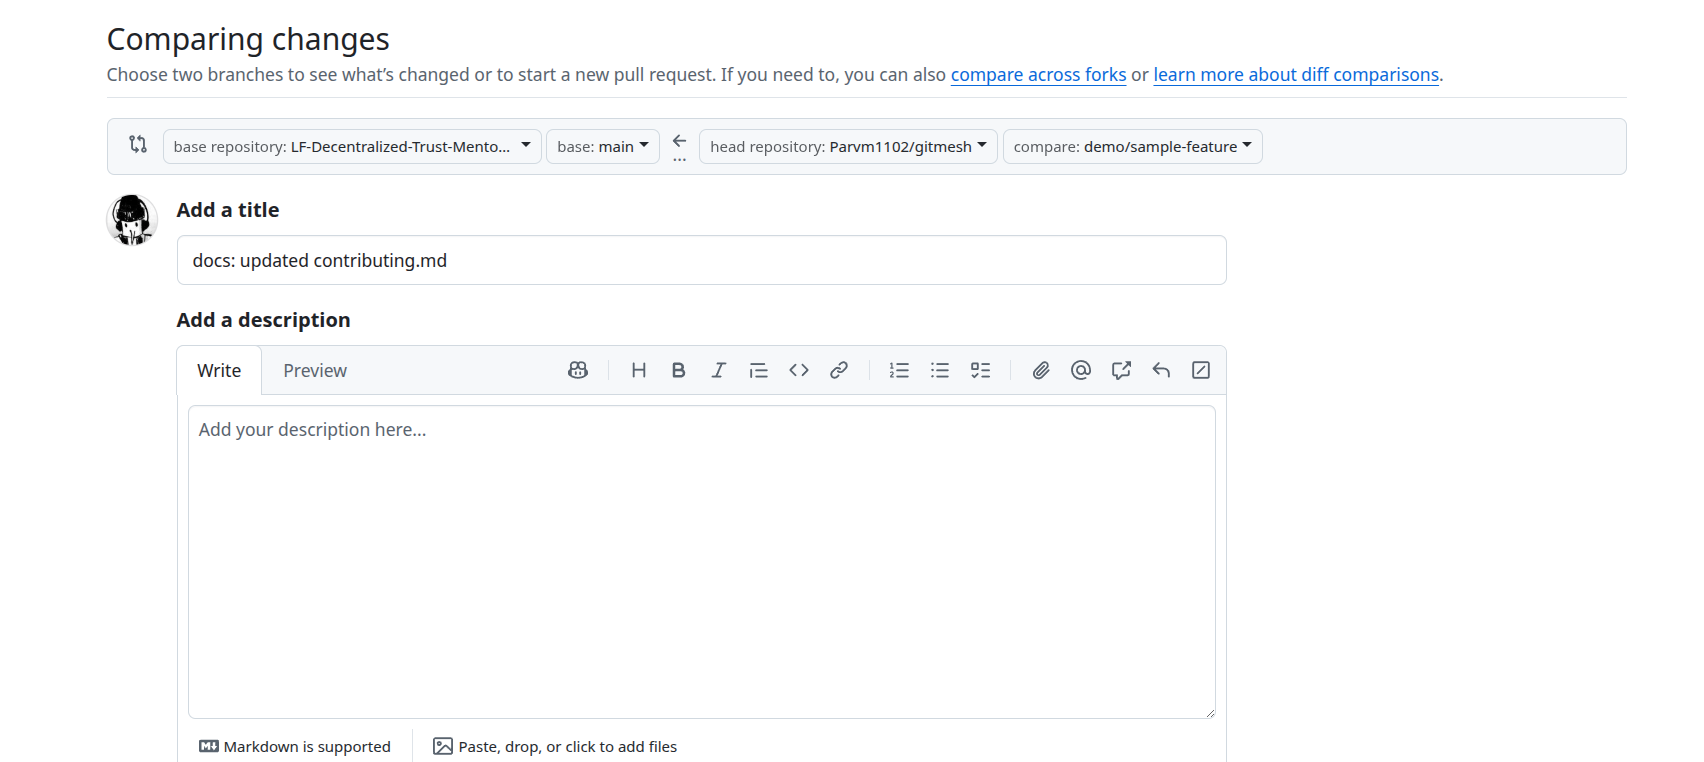 Comparing changes
Choose two branches to see what’s changed or to start a new pull request. If you need to, you can also compare across forks or learn more about diff comparisons.
base repository: LF-Decentralized-Trust-Mento... base: main ← ... head repository: Parvm1102/gitmesh compare: demo/sample-feature
Add a title
docs: updated contributing.md
Add a description
Write Preview
Add your description here...
Markdown is supported Paste, drop, or click to add files